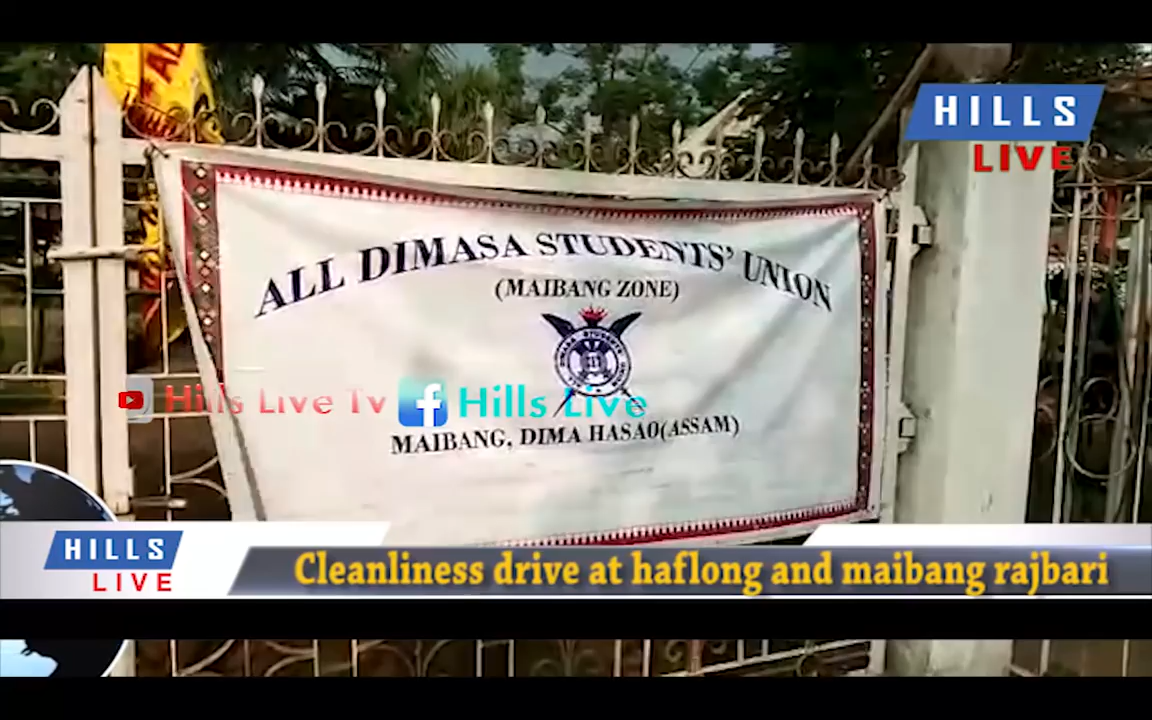 HILLS
LIVE
ALL DIMASA STUDENTS' UNION
(MAIBANG ZONE)
Hills Live Tv
Hills Live
MAIBANG, DIMA HASAO(ASSAM)
HILLS
LIVE
Cleanliness drive at haflong and maibang rajbari